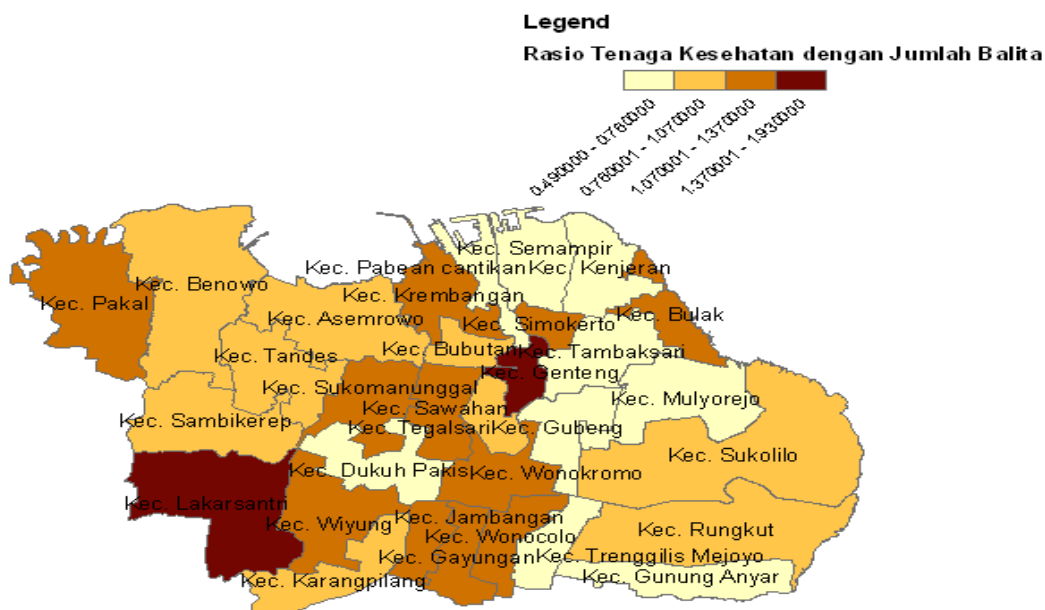 Legend
Rasio Tenaga Kesehatan dengan Jumlah Balita
0.490000 - 0.760000
0.760001 - 1.070000
1.070001 - 1.370000
1.370001 - 1.930000
Kec. Semampir
Kec. Pabean cantikan
Kec. Kenjeran
Kec. Pakal
Kec. Benowo
Kec. Krembangan
Kec. Asemrowo
Kec. Simokerto
Kec. Bulak
Kec. Tandes
Kec. Bubutan
Kec. Tambaksari
Kec. Genteng
Kec. Sukomanunggal
Kec. Mulyorejo
Kec. Sambikerep
Kec. Sawahan
Kec. Tegalsari
Kec. Gubeng
Kec. Sukolilo
Kec. Dukuh Pakis
Kec. Wonokromo
Kec. Lakarsantri
Kec. Wiyung
Kec. Jambangan
Kec. Rungkut
Kec. Wonocolo
Kec. Gayungan
Kec. Trenggilis Mejoyo
Kec. Karangpilang
Kec. Gunung Anyar